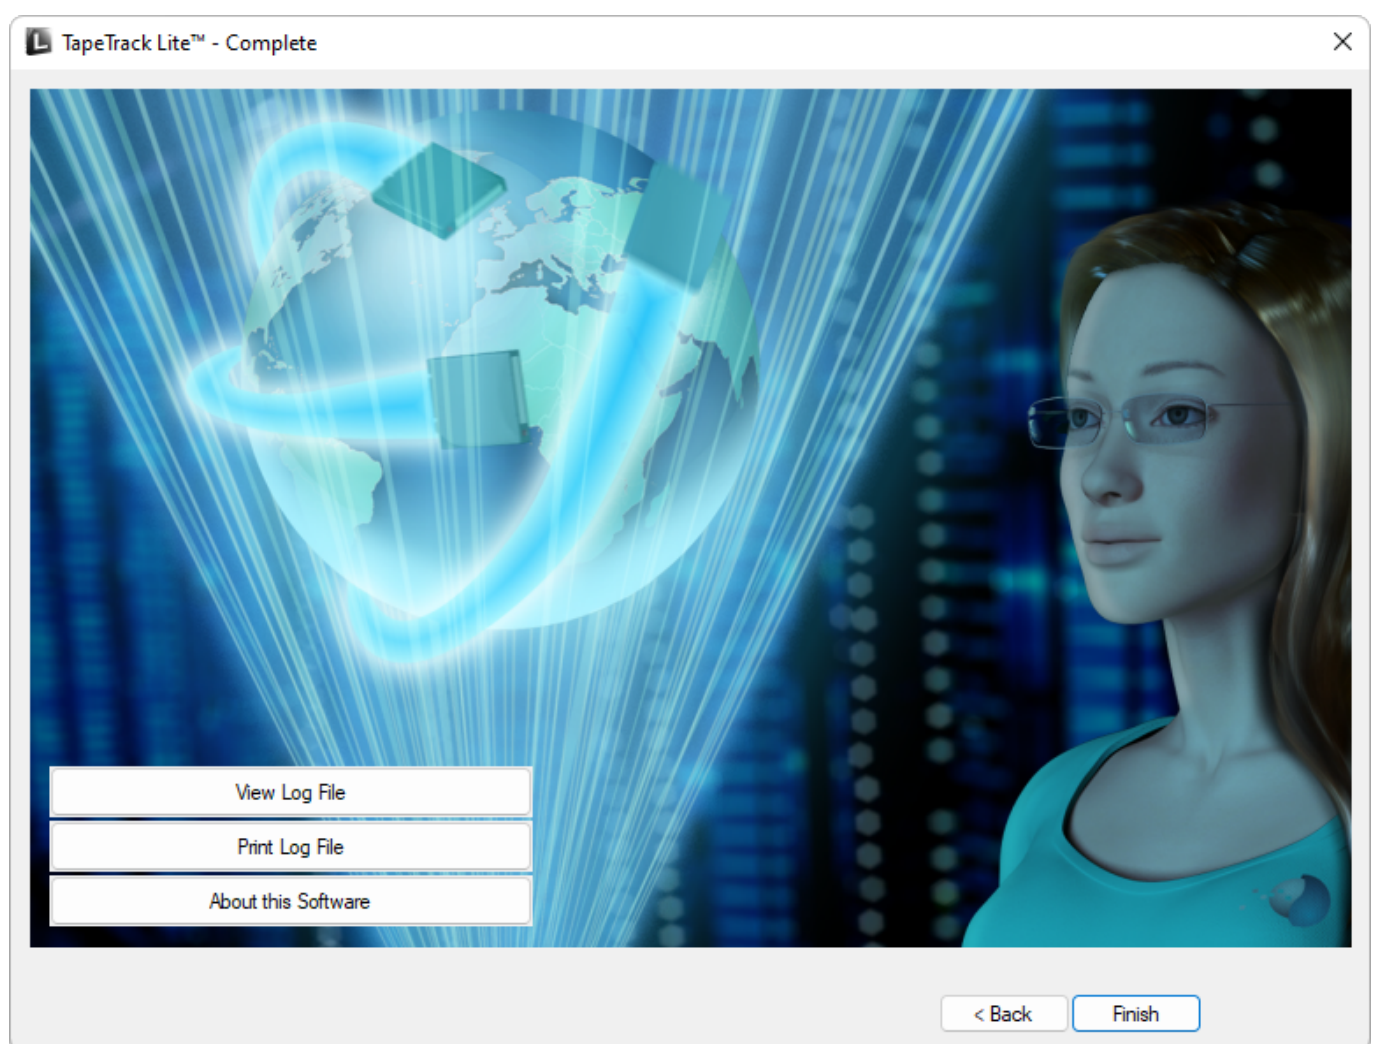 TapeTrack Lite™ - Complete
View Log File
Print Log File
About this Software
< Back
Finish